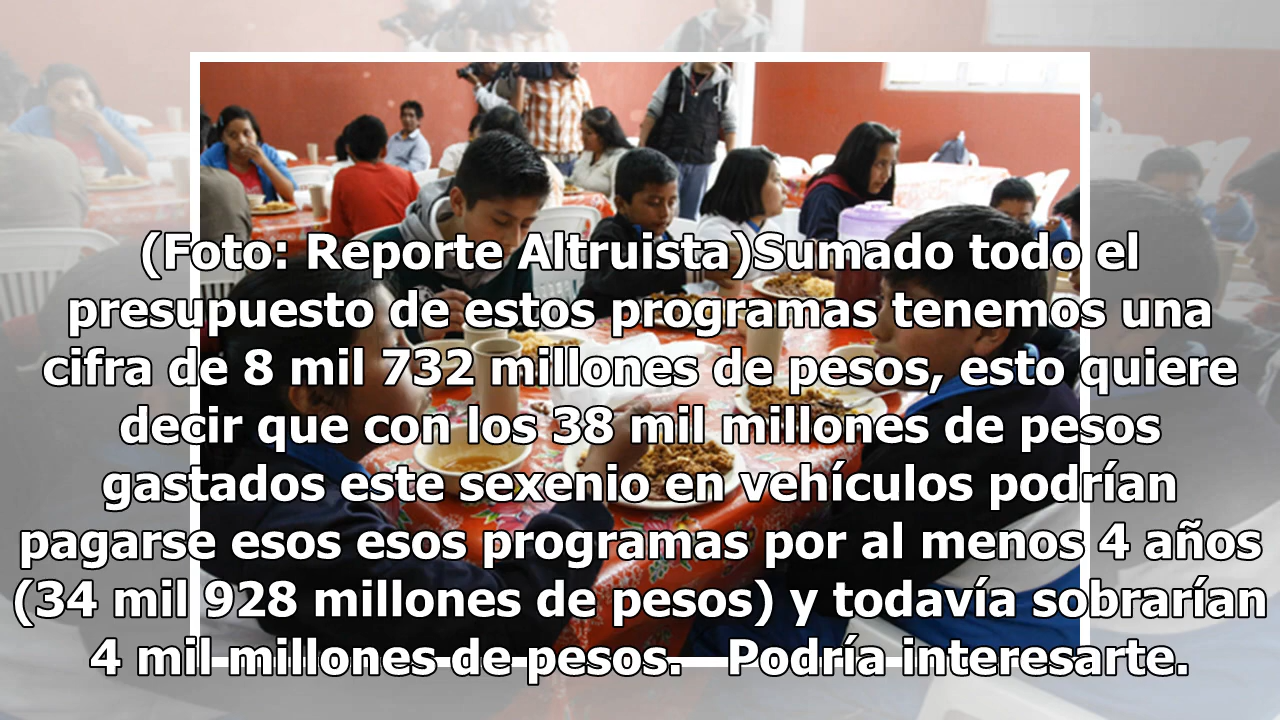 (Foto: Reporte Altruista)Sumado todo el
presupuesto de estos programas tenemos una
cifra de 8 mil 732 millones de pesos, esto quiere
decir que con los 38 mil millones de pesos
gastados este sexenio en vehículos podrían
pagarse esos esos programas por al menos 4 años
(34 mil 928 millones de pesos) y todavía sobrarían
4 mil millones de pesos.   Podría interesarte.